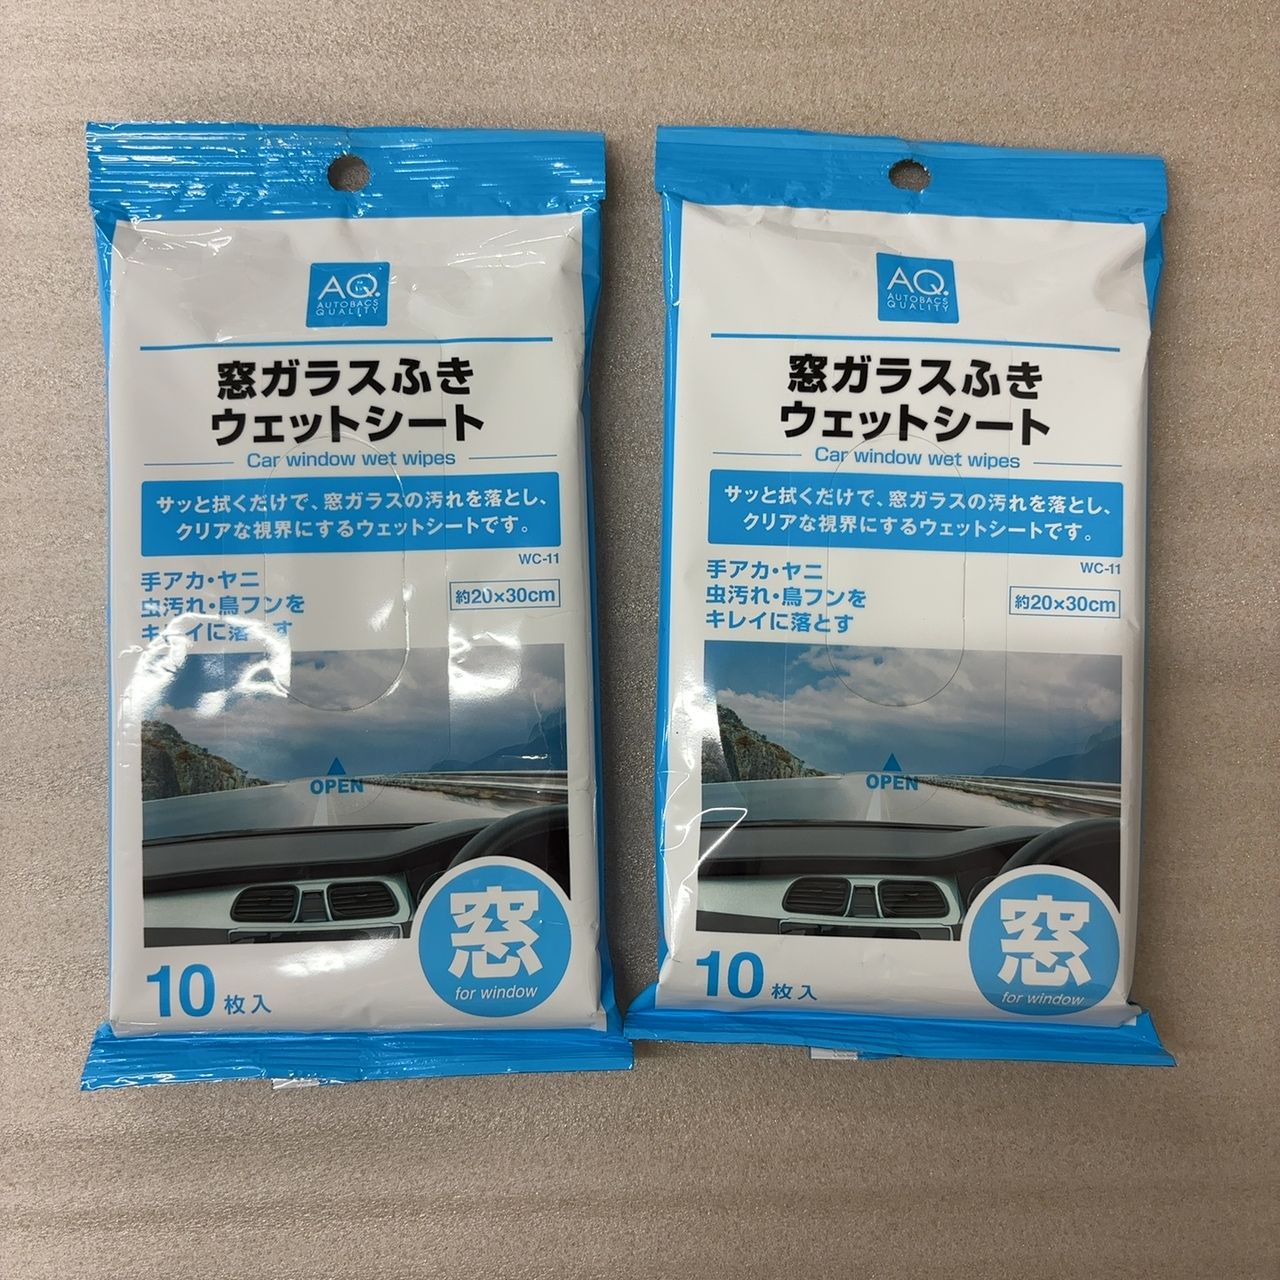 AQ.
AUTOBACS
QUALITY
窓ガラスふき
ウェットシート
Car window wet wipes
サッと拭くだけで、窓ガラスの汚れを落とし、
クリアな視界にするウェットシートです。
WC-11
手アカ・ヤニ
虫汚れ・鳥フンを
キレイに落とす
約20×30cm
OPEN
窓
for window
10枚入
AQ.
AUTOBACS
QUALITY
窓ガラスふき
ウェットシート
Car window wet wipes
サッと拭くだけで、窓ガラスの汚れを落とし、
クリアな視界にするウェットシートです。
WC-11
手アカ・ヤニ
虫汚れ・鳥フンを
キレイに落とす
約20×30cm
OPEN
窓
for window
10枚入